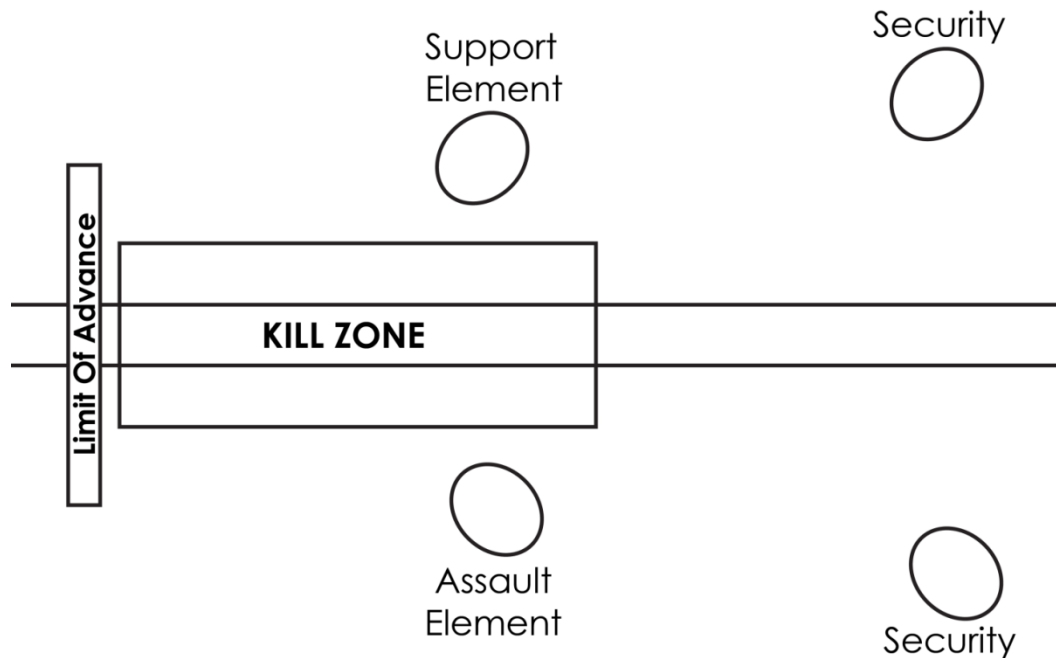 Security
Support
Element
Limit Of Advance
KILL ZONE
Assault
Element
Security